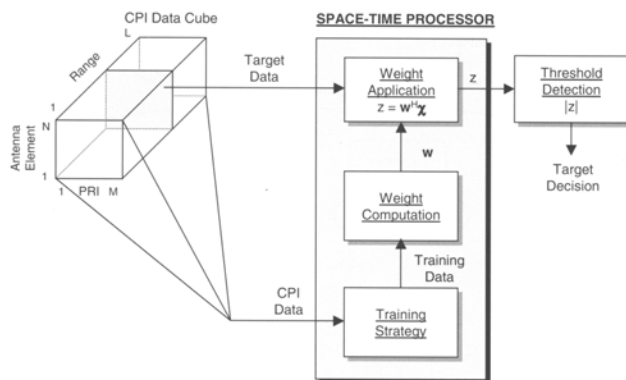 CPI Data Cube
L
Range
1
N
Antenna
Element
1
1
PRI
M
Target
Data
CPI
Data
SPACE-TIME PROCESSOR
Weight
Application
z = wᴴχ
w
Weight
Computation
Training
Data
Training
Strategy
z
Threshold
Detection
|z|
Target
Decision